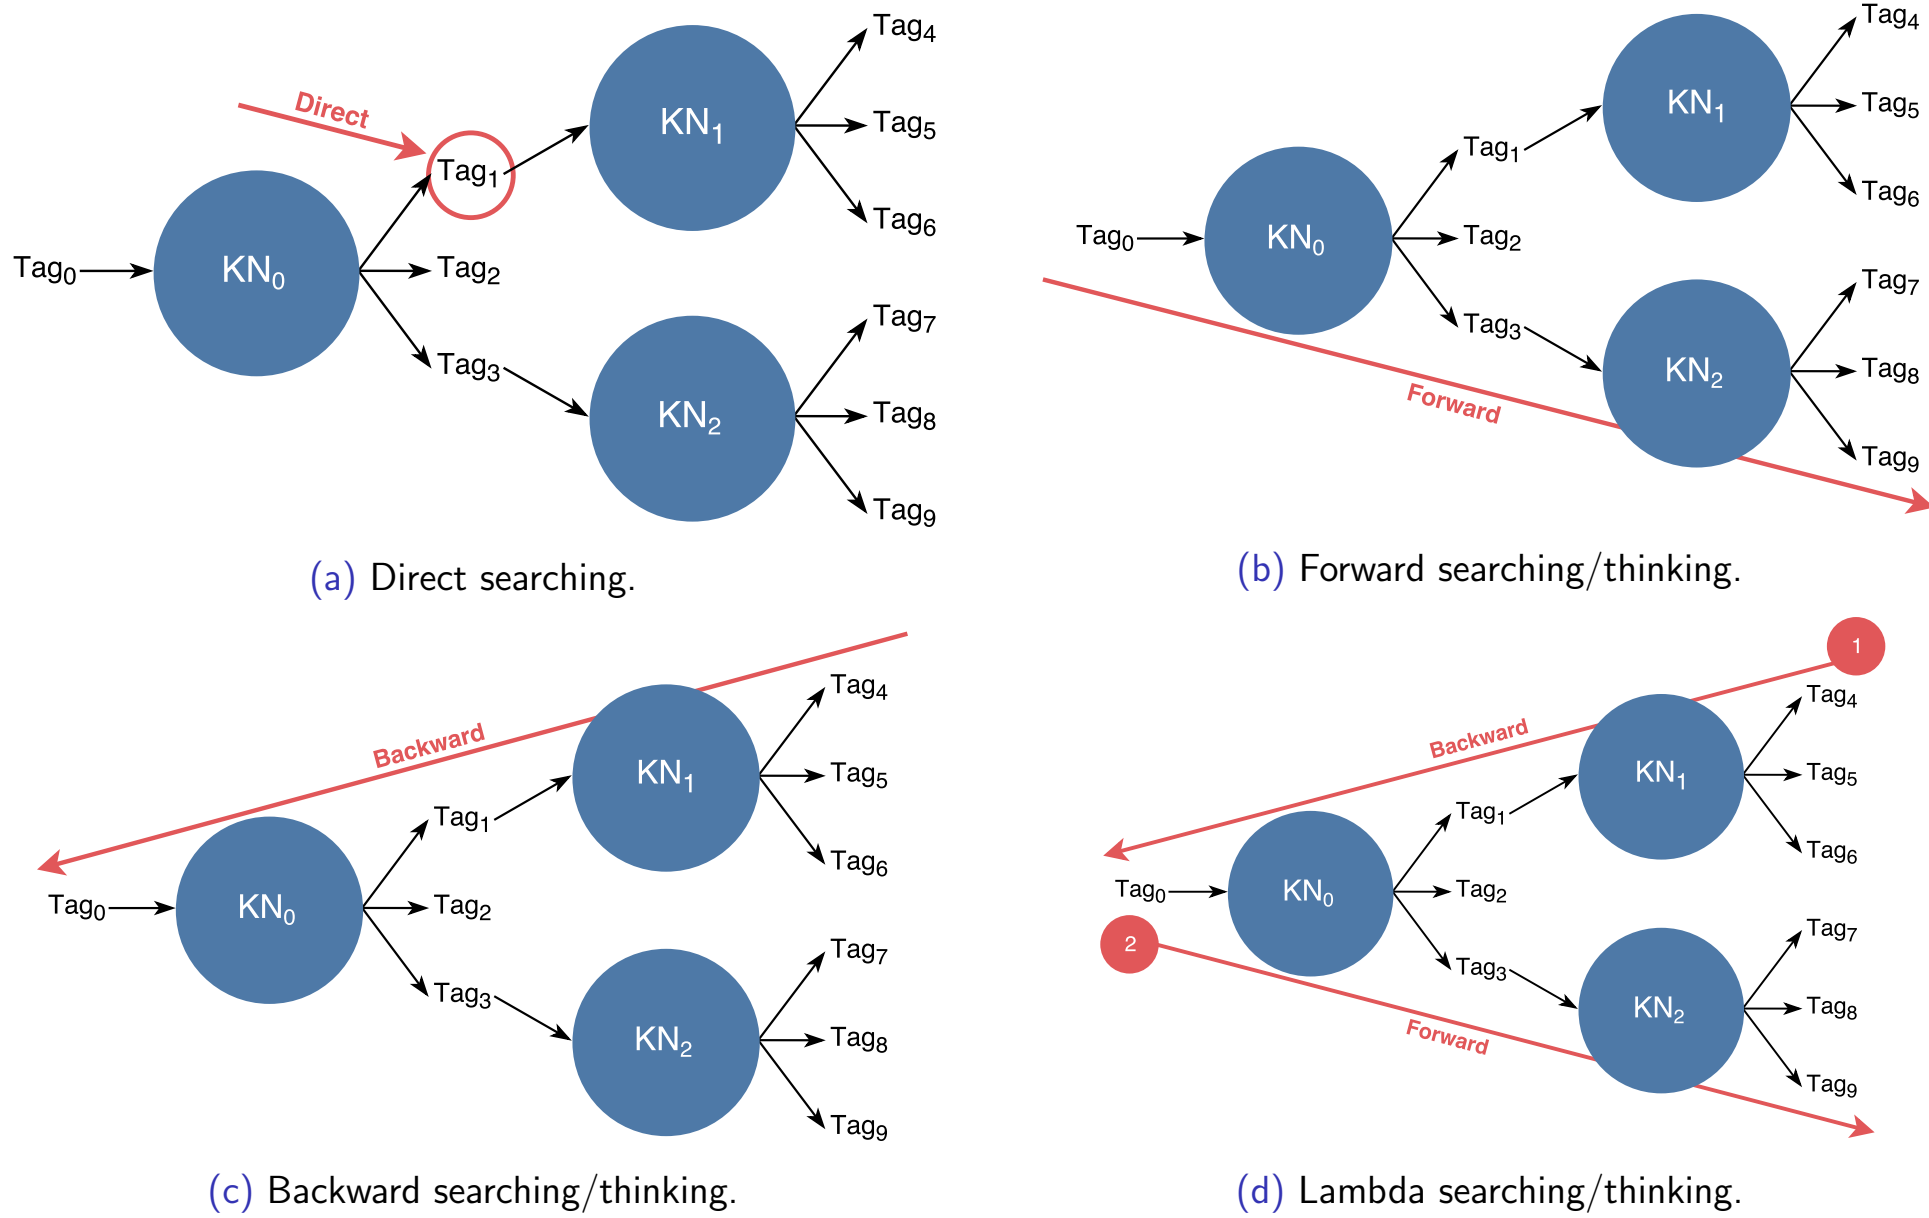 Direct
Tag0
KN0
Tag1
Tag2
Tag3
KN1
KN2
Tag4
Tag5
Tag6
Tag7
Tag8
Tag9
(a) Direct searching.
Tag0
KN0
Tag1
Tag2
Tag3
KN1
KN2
Tag4
Tag5
Tag6
Tag7
Tag8
Tag9
Forward
(b) Forward searching/thinking.
Backward
Tag0
KN0
Tag1
Tag2
Tag3
KN1
KN2
Tag4
Tag5
Tag6
Tag7
Tag8
Tag9
(c) Backward searching/thinking.
1
Backward
Tag0
KN0
Tag1
Tag2
Tag3
KN1
KN2
Tag4
Tag5
Tag6
Tag7
Tag8
Tag9
2
Forward
(d) Lambda searching/thinking.